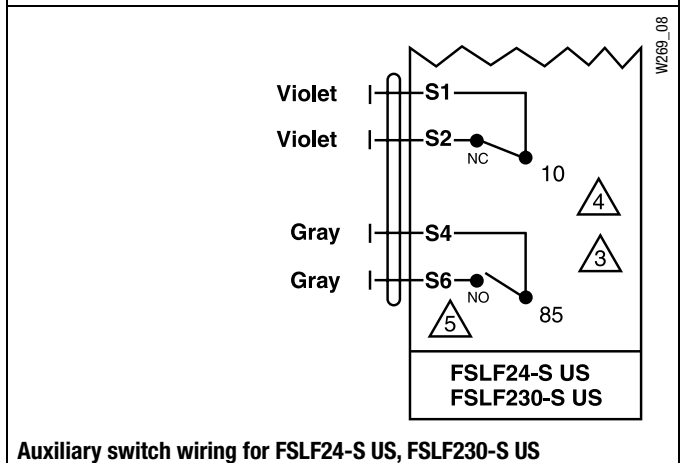 W269_08
Violet S1
Violet S2
NC
10
4
Gray S4
3
Gray S6
NO
5
85
FSLF24-S US
FSLF230-S US
Auxiliary switch wiring for FSLF24-S US, FSLF230-S US